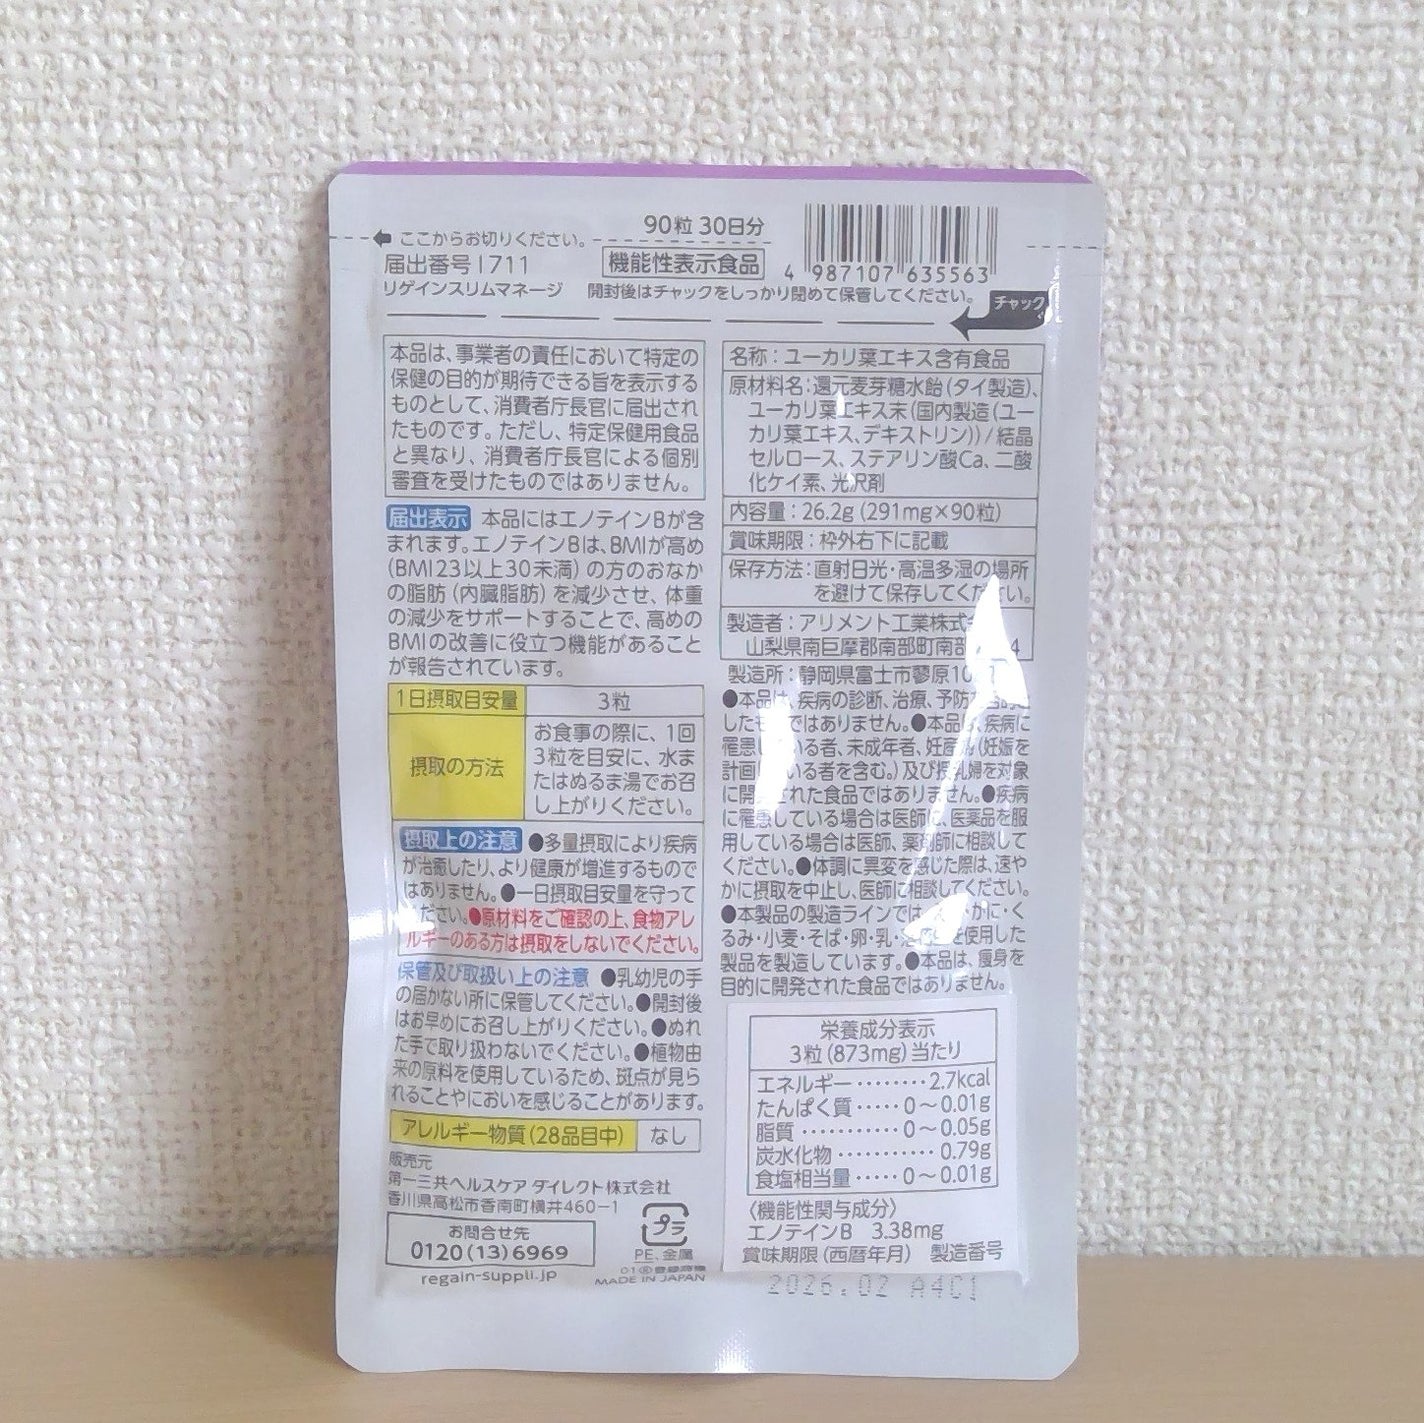 90粒 30日分
ここからお切りください。
届出番号I711
機能性表示食品
4 987107 635563
リゲインスリムマネージ
開封後はチャックをしっかり閉めて保管してください。
チャック
本品は、事業者の責任において特定の
保健の目的が期待できる旨を表示する
ものとして、消費者庁長官に届出され
たものです。ただし、特定保健用食品
と異なり、消費者庁長官による個別
審査を受けたものではありません。
届出表示 本品にはエノテインBが含
まれます。エノテインBは、BMIが高め
(BMI23以上30未満)の方のおなか
の脂肪(内臓脂肪)を減少させ、体重
の減少をサポートすることで、高めの
BMIの改善に役立つ機能があること
が報告されています。
1日摂取目安量 3粒
摂取の方法
お食事の際に、1回
3粒を目安に、水ま
たはぬるま湯でお召
し上がりください。
摂取上の注意 ●多量摂取により疾病
が治癒したり、より健康が増進するもので
はありません。●一日摂取目安量を守って
ください。●原材料をご確認の上、食物アレ
ルギーのある方は摂取をしないでください。
保管及び取扱い上の注意 ●乳幼児の手
の届かない所に保管してください。●開封後
はお早めにお召し上がりください。●ぬれ
た手で取り扱わないでください。●植物由
来の原料を使用しているため、斑点が見ら
れることやにおいを感じることがあります。
アレルギー物質(28品目中) なし
販売元
第一三共ヘルスケア ダイレクト株式会社
香川県高松市香南町横井460−1
お問合せ先
0120(13)6969
regain-suppli.jp
プラ
PE、金属
01®登録商標
MADE IN JAPAN
名称：ユーカリ葉エキス含有食品
原材料名：還元麦芽糖水飴(タイ製造)、
ユーカリ葉エキス末(国内製造(ユー
カリ葉エキス、デキストリン))/結晶
セルロース、ステアリン酸Ca、二酸
化ケイ素、光沢剤
内容量：26.2g(291mg×90粒)
賞味期限：枠外右下に記載
保存方法：直射日光・高温多湿の場所
を避けて保存してください。
製造者：アリメント工業株式
山梨県南巨摩郡南部町南部 4
製造所：静岡県富士市蓼原10
●本品は、疾病の診断、治療、予防
したものではありません。●本品は、疾病に
罹患している者、未成年者、妊産婦(妊娠を
計画している者を含む。)及び授乳婦を対象
に開発された食品ではありません。●疾病
に罹患している場合は医師に、医薬品を服
用している場合は医師、薬剤師に相談して
ください。●体調に異変を感じた際は、速や
かに摂取を中止し、医師に相談してください。
●本製品の製造ラインでは、えび・かに・く
るみ・小麦・そば・卵・乳・ を使用した
製品を製造しています。●本品は、痩身を
目的に開発された食品ではありません。
栄養成分表示
3粒(873mg)当たり
エネルギー・・・・・・・・2.7kcal
たんぱく質・・・・・0〜0.01g
脂質・・・・・・・・・・・0〜0.05g
炭水化物・・・・・・・・・・・・0.79g
食塩相当量・・・・・0〜0.01g
〈機能性関与成分〉
エノテインB 3.38mg
賞味期限(西暦年月) 製造番号
2026.02 A4C1